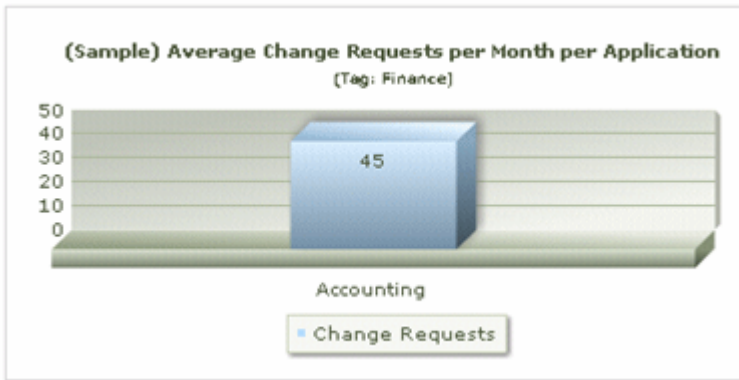 (Sample) Average Change Requests per Month per Application
(Tag: Finance)
50
40
30
20
10
0
45
Accounting
Change Requests